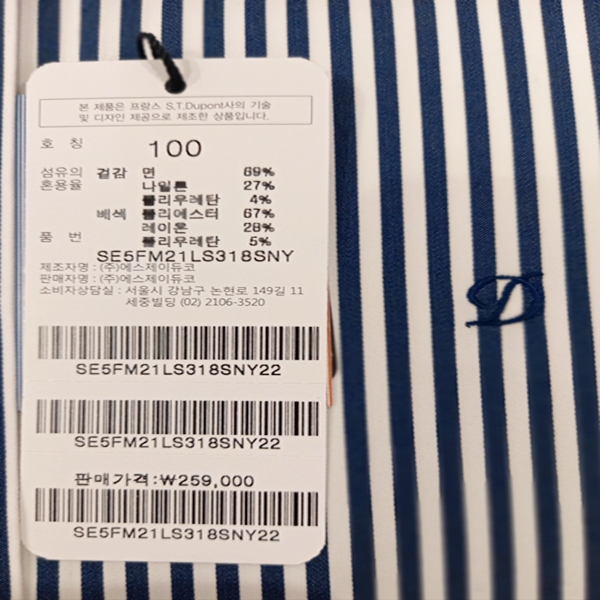 본 제품은 프랑스 S.T.Dupont사의 기술
및 디자인 제공으로 제조한 상품입니다.
호 칭 100
섬유의 겉감 면 69%
혼용율 나일론 27%
폴리우레탄 4%
배색 폴리에스터 67%
레이온 28%
품 번 폴리우레탄 5%
SE5FM21LS318SNY
제조자명 : (주)에스제이듀코
판매자명 : (주)에스제이듀코
소비자상담실 : 서울시 강남구 논현로 149길 11
세중빌딩 (02) 2106-3520
SE5FM21LS318SNY22
SE5FM21LS318SNY22
판매가격:₩259,000
SE5FM21LS318SNY22
D